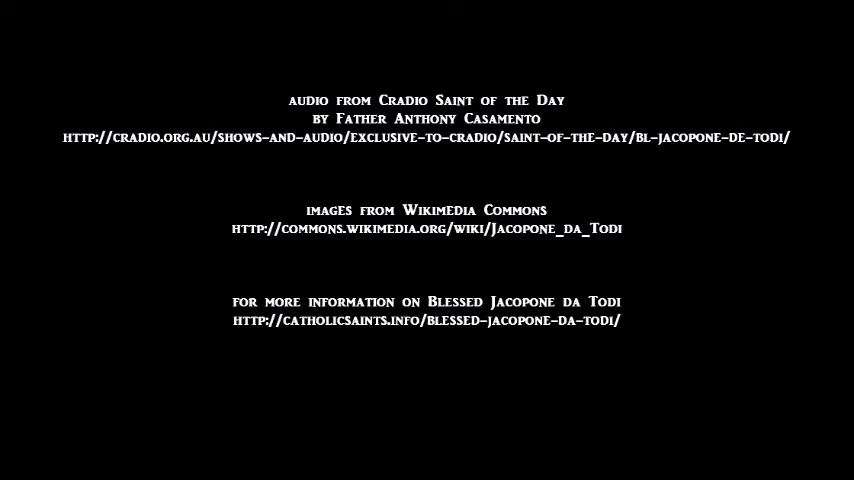 audio from Cradio Saint of the Day
by Father Anthony Casamento
http://cradio.org.au/shows-and-audio/exclusive-to-cradio/saint-of-the-day/bl-jacopone-de-todi/
images from Wikimedia Commons
http://commons.wikimedia.org/wiki/Jacopone_da_Todi
for more information on Blessed Jacopone da Todi
http://catholicsaints.info/blessed-jacopone-da-todi/